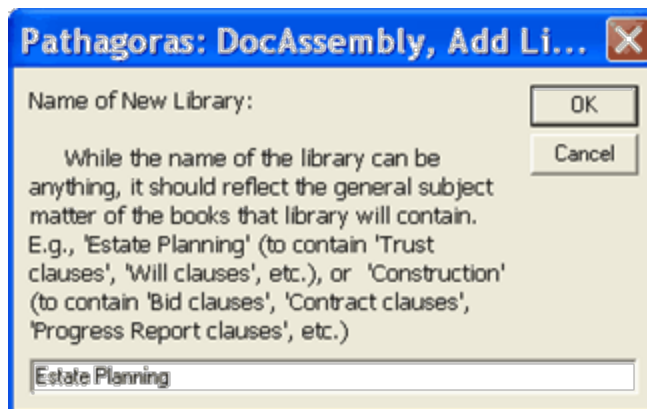 Pathagoras: DocAssembly, Add Li...
Name of New Library:
OK
Cancel
While the name of the library can be
anything, it should reflect the general subject
matter of the books that library will contain.
E.g., 'Estate Planning' (to contain 'Trust
clauses', 'Will clauses', etc.), or 'Construction'
(to contain 'Bid clauses', 'Contract clauses',
'Progress Report clauses', etc.)
Estate Planning